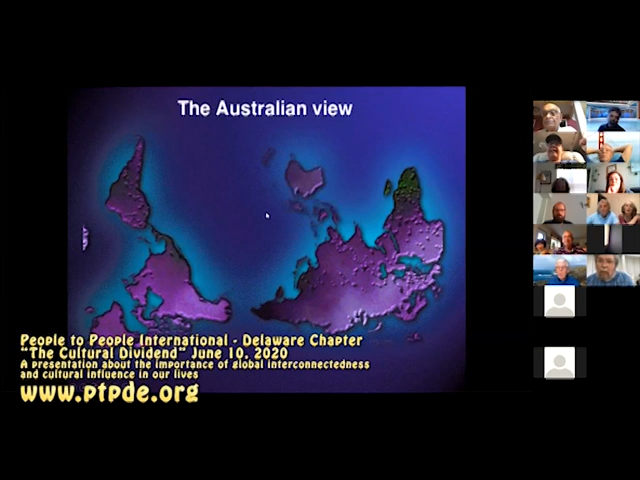 The Australian view
People to People International - Delaware Chapter
"The Cultural Dividend" June 10, 2020
A presentation about the importance of global interconnectedness
and cultural influence in our lives
www.ptpde.org